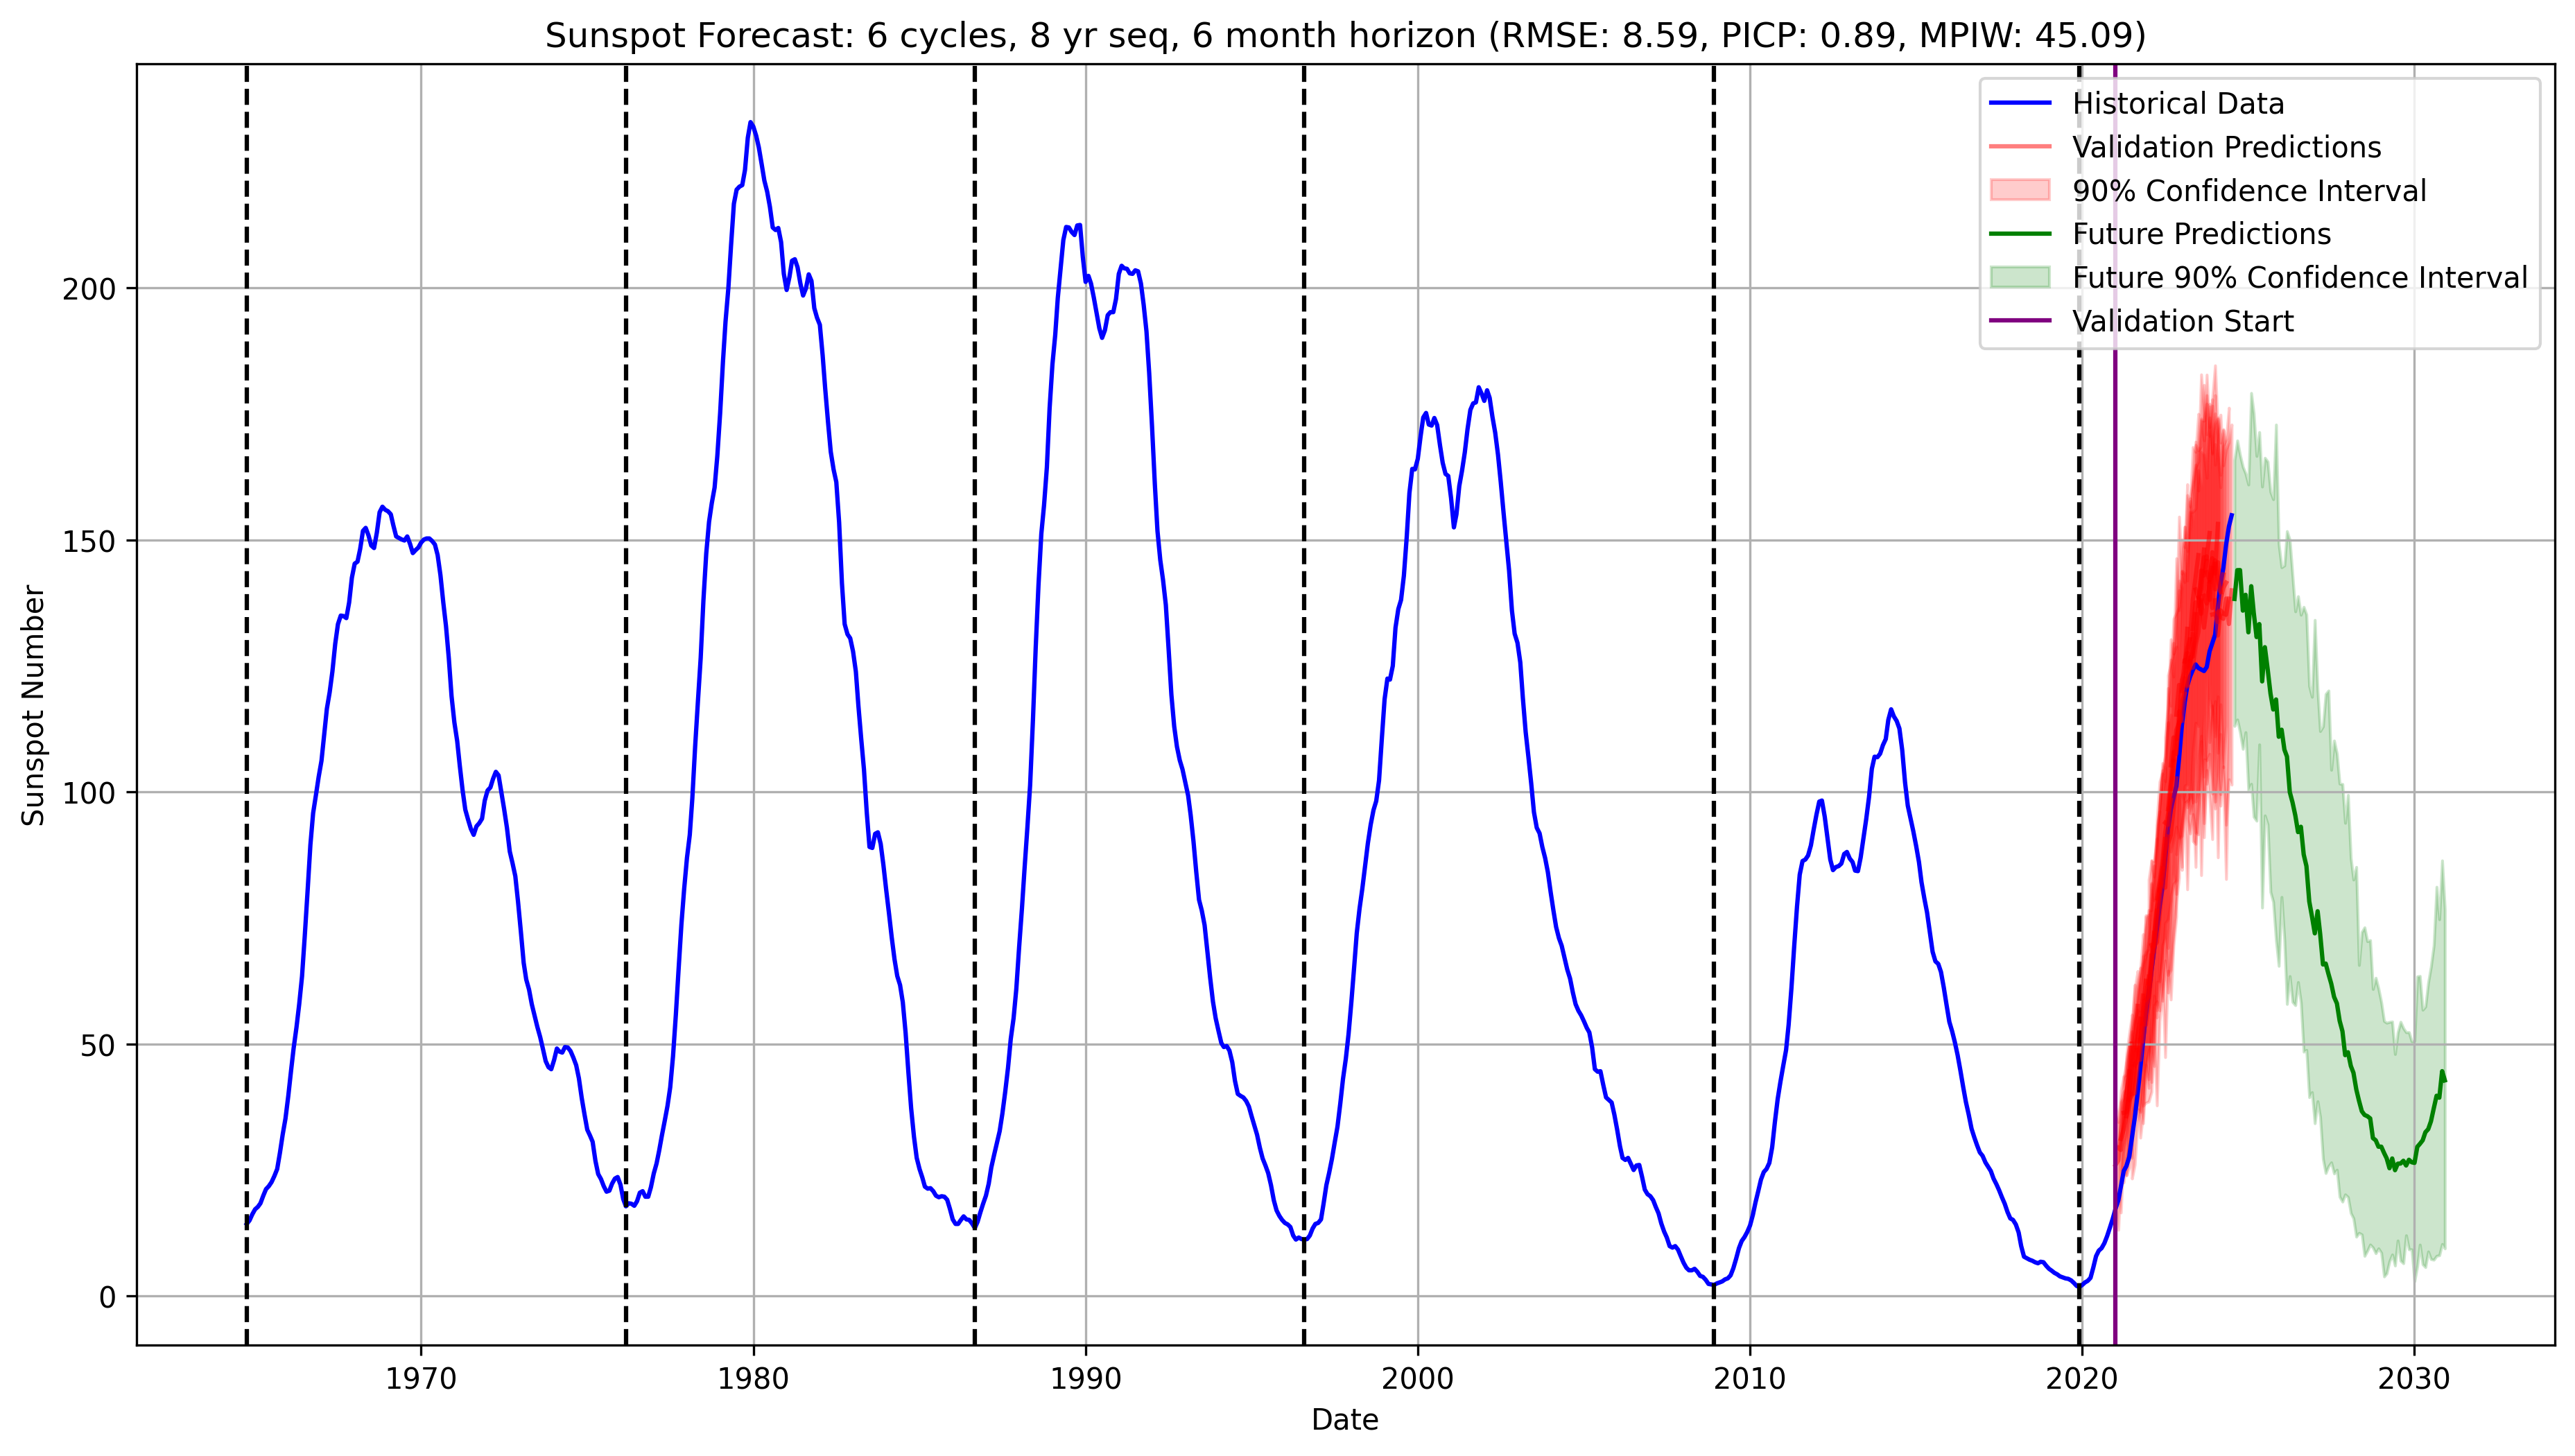 Sunspot Forecast: 6 cycles, 8 yr seq, 6 month horizon (RMSE: 8.59, PICP: 0.89, MPIW: 45.09)
Historical Data
Validation Predictions
90% Confidence Interval
Future Predictions
Future 90% Confidence Interval
Validation Start
Sunspot Number
200
150
100
50
0
1970 1980 1990 2000 2010 2020 2030
Date